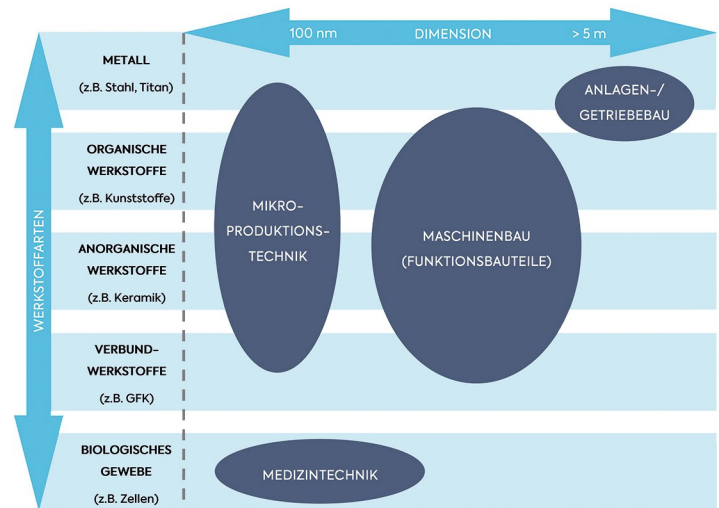 100 nm DIMENSION > 5 m
WERKSTOFFARTEN
METALL
(z.B. Stahl, Titan)
ORGANISCHE
WERKSTOFFE
(z.B. Kunststoffe)
ANORGANISCHE
WERKSTOFFE
(z.B. Keramik)
VERBUND-
WERKSTOFFE
(z.B. GFK)
BIOLOGISCHES
GEWEBE
(z.B. Zellen)
MIKRO-
PRODUKTIONS-
TECHNIK
MASCHINENBAU
(FUNKTIONSBAUTEILE)
ANLAGEN-/
GETRIEBEBAU
MEDIZINTECHNIK